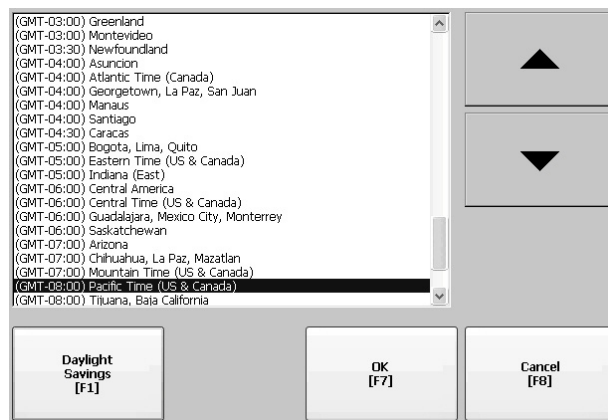 (GMT-03:00) Greenland
(GMT-03:00) Montevideo
(GMT-03:30) Newfoundland
(GMT-04:00) Asuncion
(GMT-04:00) Atlantic Time (Canada)
(GMT-04:00) Georgetown, La Paz, San Juan
(GMT-04:00) Manaus
(GMT-04:00) Santiago
(GMT-04:30) Caracas
(GMT-05:00) Bogota, Lima, Quito
(GMT-05:00) Eastern Time (US & Canada)
(GMT-05:00) Indiana (East)
(GMT-06:00) Central America
(GMT-06:00) Central Time (US & Canada)
(GMT-06:00) Guadalajara, Mexico City, Monterrey
(GMT-06:00) Saskatchewan
(GMT-07:00) Arizona
(GMT-07:00) Chihuahua, La Paz, Mazatlan
(GMT-07:00) Mountain Time (US & Canada)
(GMT-08:00) Pacific Time (US & Canada)
(GMT-08:00) Tijuana, Baja California
Daylight
Savings
[F1]
OK
[F7]
Cancel
[F8]